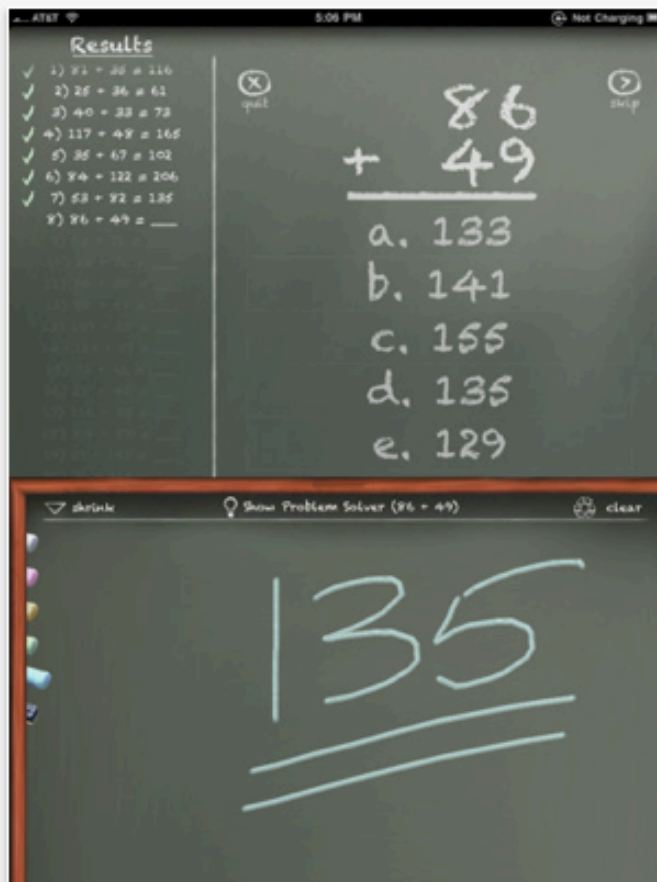 AT&T 5:06 PM Not Charging
Results
1) 81 + 35 = 116
2) 25 + 36 = 61
3) 40 + 33 = 73
4) 117 + 48 = 165
5) 35 + 67 = 102
6) 84 + 122 = 206
7) 53 + 82 = 135
8) 86 + 49 = ___
quit
skip
86
+ 49
a. 133
b. 141
c. 155
d. 135
e. 129
shrink Show Problem Solver (86 + 49) clear
135